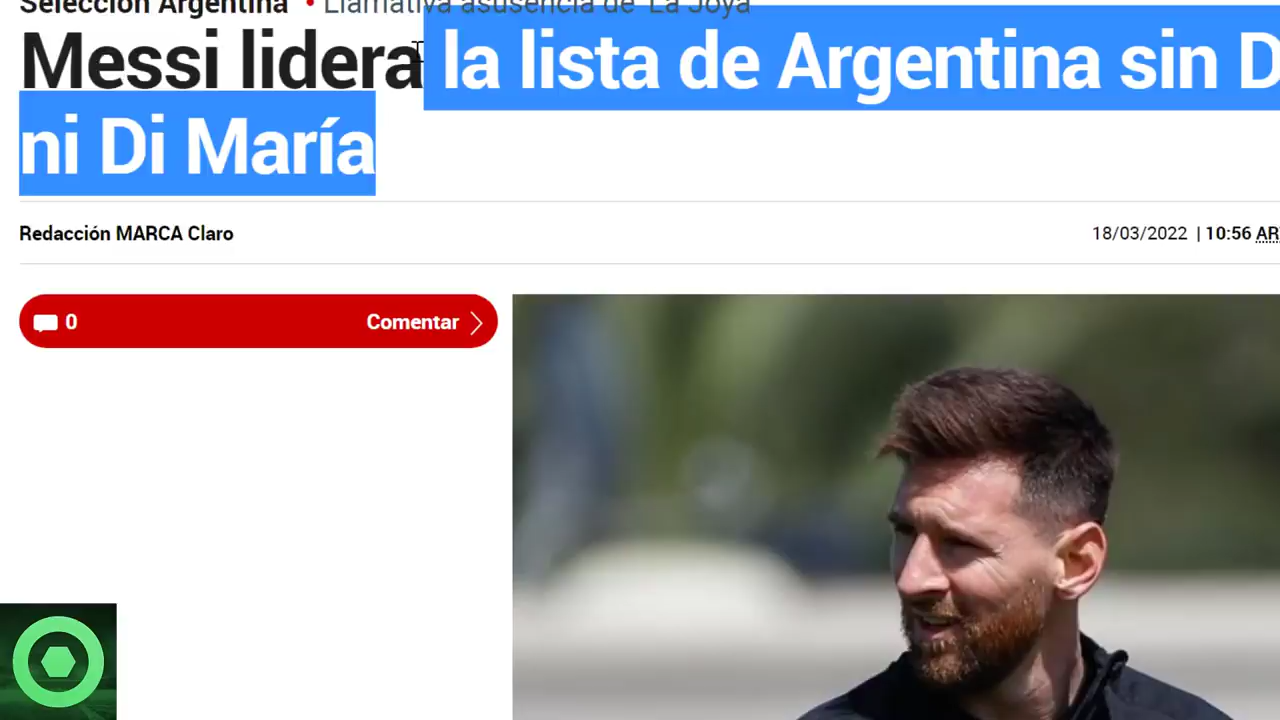 Selección Argentina • Llamativa asusencia de 'La Joya'
Messi lidera la lista de Argentina sin
ni Di María
Redacción MARCA Claro
18/03/2022 | 10:56
0
Comentar